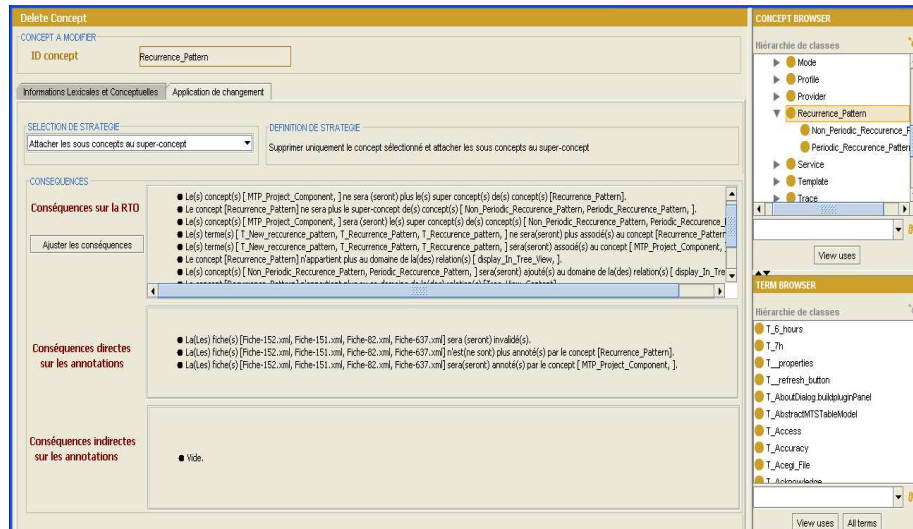 Delete Concept
CONCEPT A MODIFIER
ID concept
Recurrence_Pattern
Informations Lexicales et Conceptuelles
Application de changement
SELECTION DE STRATEGIE
Attacher les sous concepts au super-concept
DEFINITION DE STRATEGIE
Supprimer uniquement le concept sélectionné et attacher les sous concepts au super-concept
CONSEQUENCES
Conséquences sur la RTO
Ajuster les conséquences
Le(s) concept(s) [ MTP_Project_Component, ] ne sera (seront) plus le(s) super concept(s) de(s) concept(s) [Recurrence_Pattern].
Le concept [Recurrence_Pattern] ne sera plus le super-concept de(s) concept(s) [ Non_Periodic_Reccurence_Pattern, Periodic_Reccurence_Pattern, ].
Le(s) concept(s) [ MTP_Project_Component, ] sera (seront) le(s) super concept(s) de(s) concept(s) [ Non_Periodic_Reccurence_Pattern, Periodic_Reccurence_
Le(s) terme(s) [ T_New_reccurence_pattern, T_Recurrence_Pattern, T_Reccurence_pattern, ] ne sera(seront) plus associé(s) au concept [Recurrence_Pattern
Le(s) terme(s) [ T_New_reccurence_pattern, T_Recurrence_Pattern, T_Reccurence_pattern, ] sera(seront) associé(s) au concept [ MTP_Project_Component,
Le concept [Recurrence_Pattern] n'appartient plus au domaine de la(des) relation(s) [ display_In_Tree_View, ].
Le(s) concept(s) [ Non_Periodic_Reccurence_Pattern, Periodic_Reccurence_Pattern, ] sera(seront) ajouté(s) au domaine de la(des) relation(s) [ display_In_Tre
Conséquences directes
sur les annotations
La(Les) fiche(s) [Fiche-152.xml, Fiche-151.xml, Fiche-82.xml, Fiche-637.xml] sera (seront) invalidé(s).
La(Les) fiche(s) [Fiche-152.xml, Fiche-151.xml, Fiche-82.xml, Fiche-637.xml] n'est(ne sont) plus annoté(s) par le concept [Recurrence_Pattern].
La(Les) fiche(s) [Fiche-152.xml, Fiche-151.xml, Fiche-82.xml, Fiche-637.xml] sera(seront) annoté(s) par le concept [ MTP_Project_Component, ].
Conséquences indirectes
sur les annotations
Vide.
CONCEPT BROWSER
Hiérarchie de classes
Mode
Profile
Provider
Recurrence_Pattern
Non_Periodic_Reccurence_P
Periodic_Reccurence_Patter
Service
Template
Trace
View uses
TERM BROWSER
Hiérarchie de classes
T_6_hours
T_7h
T__properties
T__refresh_button
T_AboutDialog.buildpluginPanel
T_AbstractMTSTableModel
T_Access
T_Accuracy
T_Acegi_File
T_Acknowledge
View uses
All terms